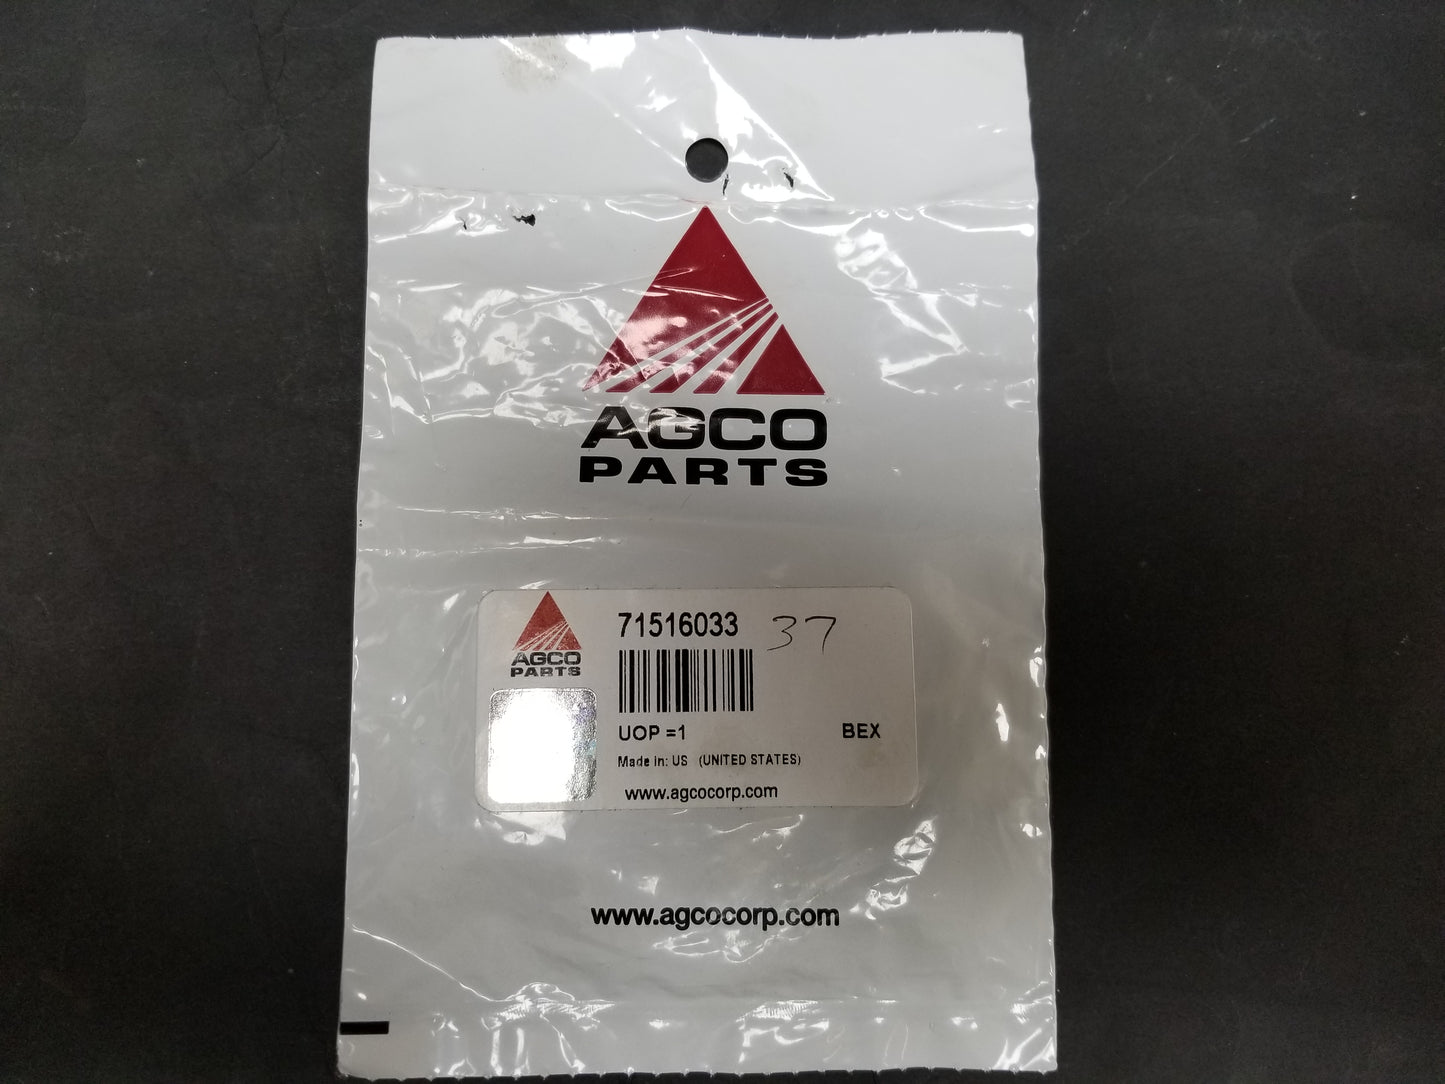 AGCO
PARTS
AGCO
PARTS
71516033 37
UOP =1 BEX
Made in: US (UNITED STATES)
www.agcocorp.com
www.agcocorp.com